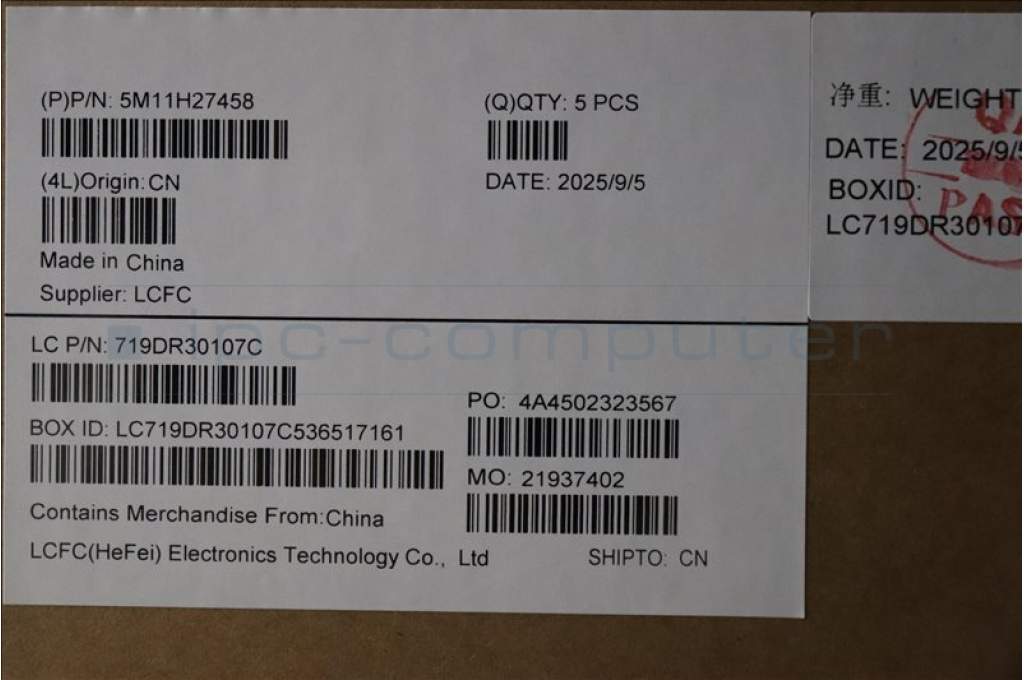 (P)P/N: 5M11H27458
(Q)QTY: 5 PCS
(4L)Origin:CN
DATE: 2025/9/5
Made in China
Supplier: LCFC
净重: WEIGHT
DATE: 2025/9/5
BOXID:
LC719DR30107
PASS
ipc-computer
LC P/N: 719DR30107C
PO: 4A4502323567
BOX ID: LC719DR30107C536517161
MO: 21937402
Contains Merchandise From:China
LCFC(HeFei) Electronics Technology Co., Ltd
SHIPTO: CN